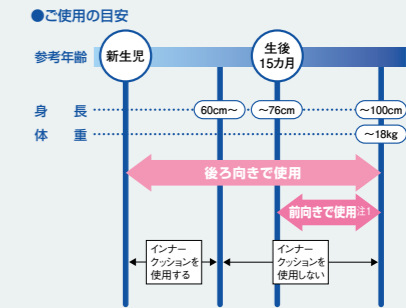 ●ご使用の目安
参考年齢 新生児 生後
15カ月
身長 60cm～ ～76cm ～100cm
体重 ～18kg
後ろ向きで使用
前向きで使用注1
インナー
クッションを
使用する
インナー
クッションを
使用しない